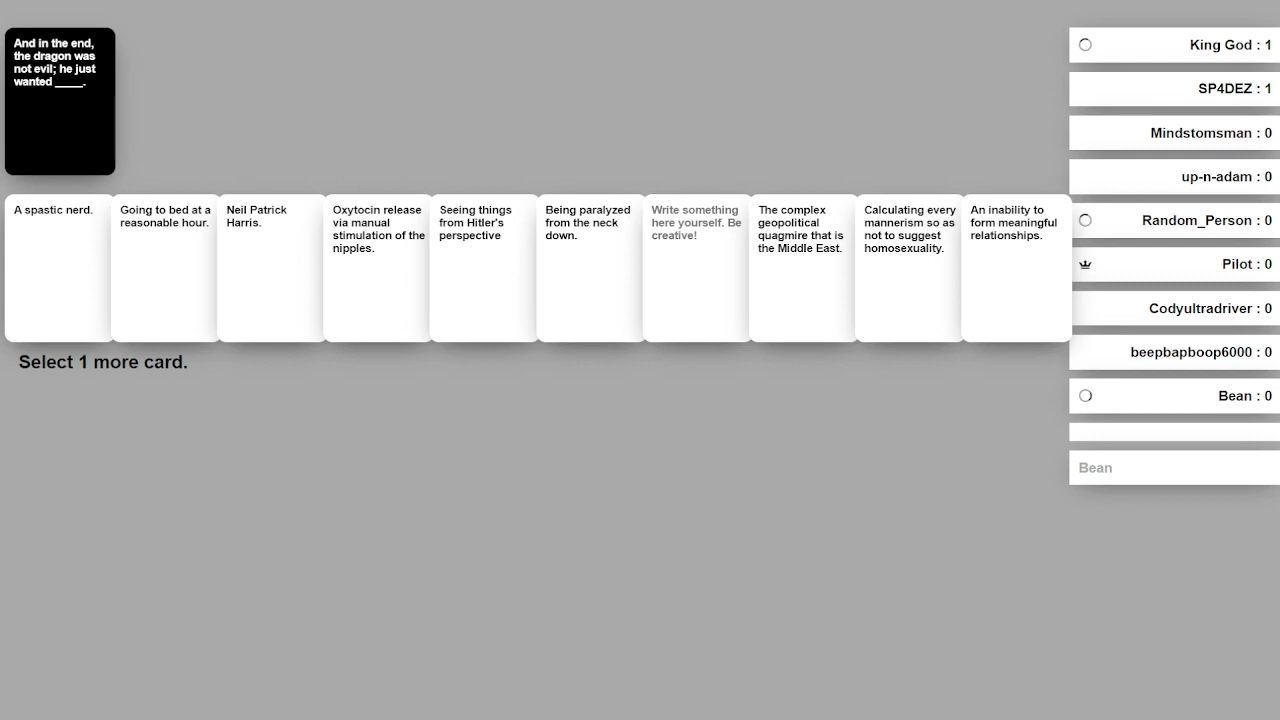 And in the end,
the dragon was
not evil; he just
wanted _____.
A spastic nerd.
Going to bed at a
reasonable hour.
Neil Patrick
Harris.
Oxytocin release
via manual
stimulation of the
nipples.
Seeing things
from Hitler's
perspective
Being paralyzed
from the neck
down.
Write something
here yourself. Be
creative!
The complex
geopolitical
quagmire that is
the Middle East.
Calculating every
mannerism so as
not to suggest
homosexuality.
An inability to
form meaningful
relationships.
Select 1 more card.
King God : 1
SP4DEZ : 1
Mindstomsman : 0
up-n-adam : 0
Random_Person : 0
Pilot : 0
Codyultradriver : 0
beepbapboop6000 : 0
Bean : 0
Bean